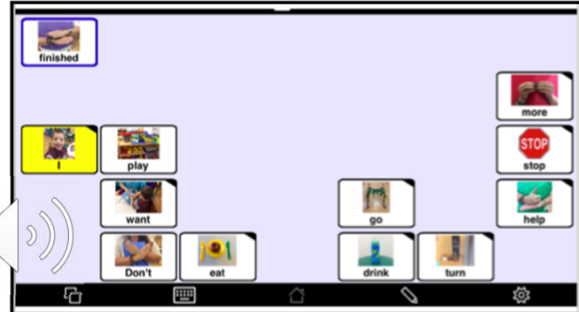 finished
more
I play STOP
stop
want go help
Don't eat drink turn